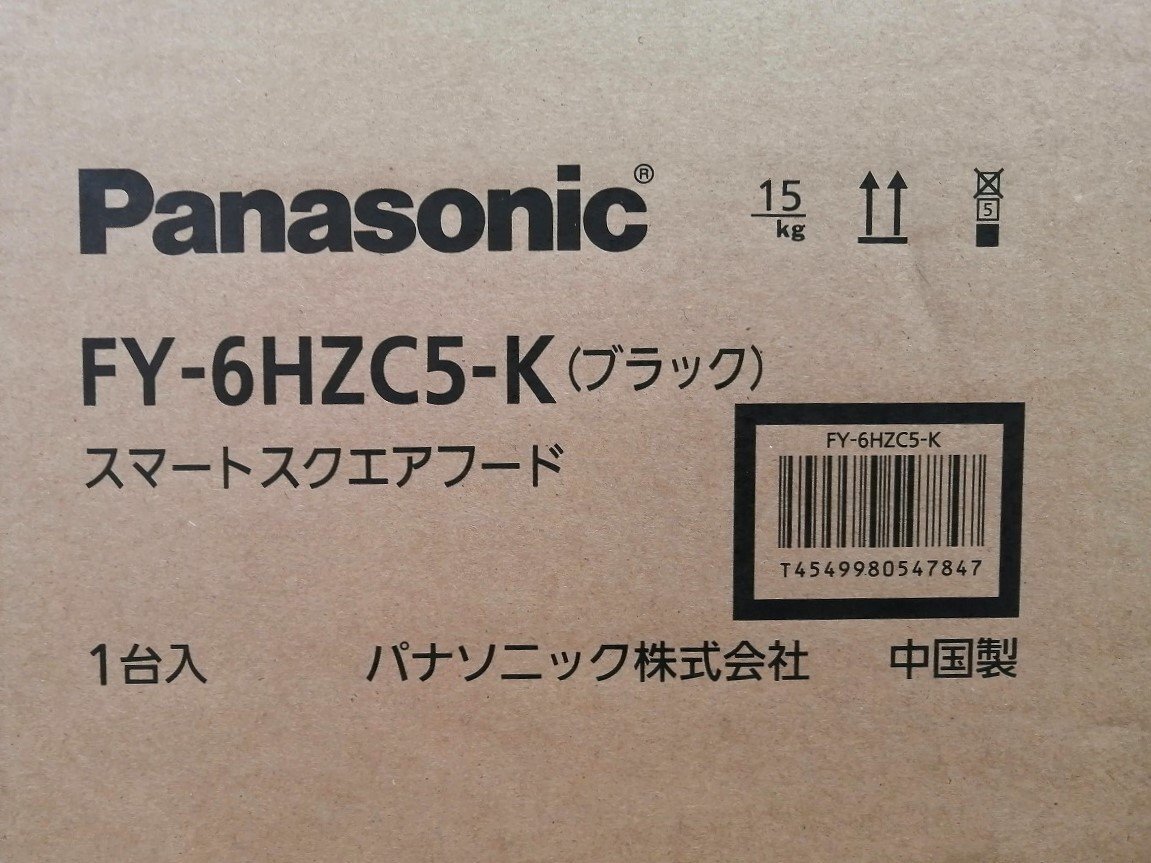 Panasonic®
15
kg
5
FY-6HZC5-K(ブラック)
スマートスクエアフード
FY-6HZC5-K
T4549980547847
1台入 パナソニック株式会社 中国製